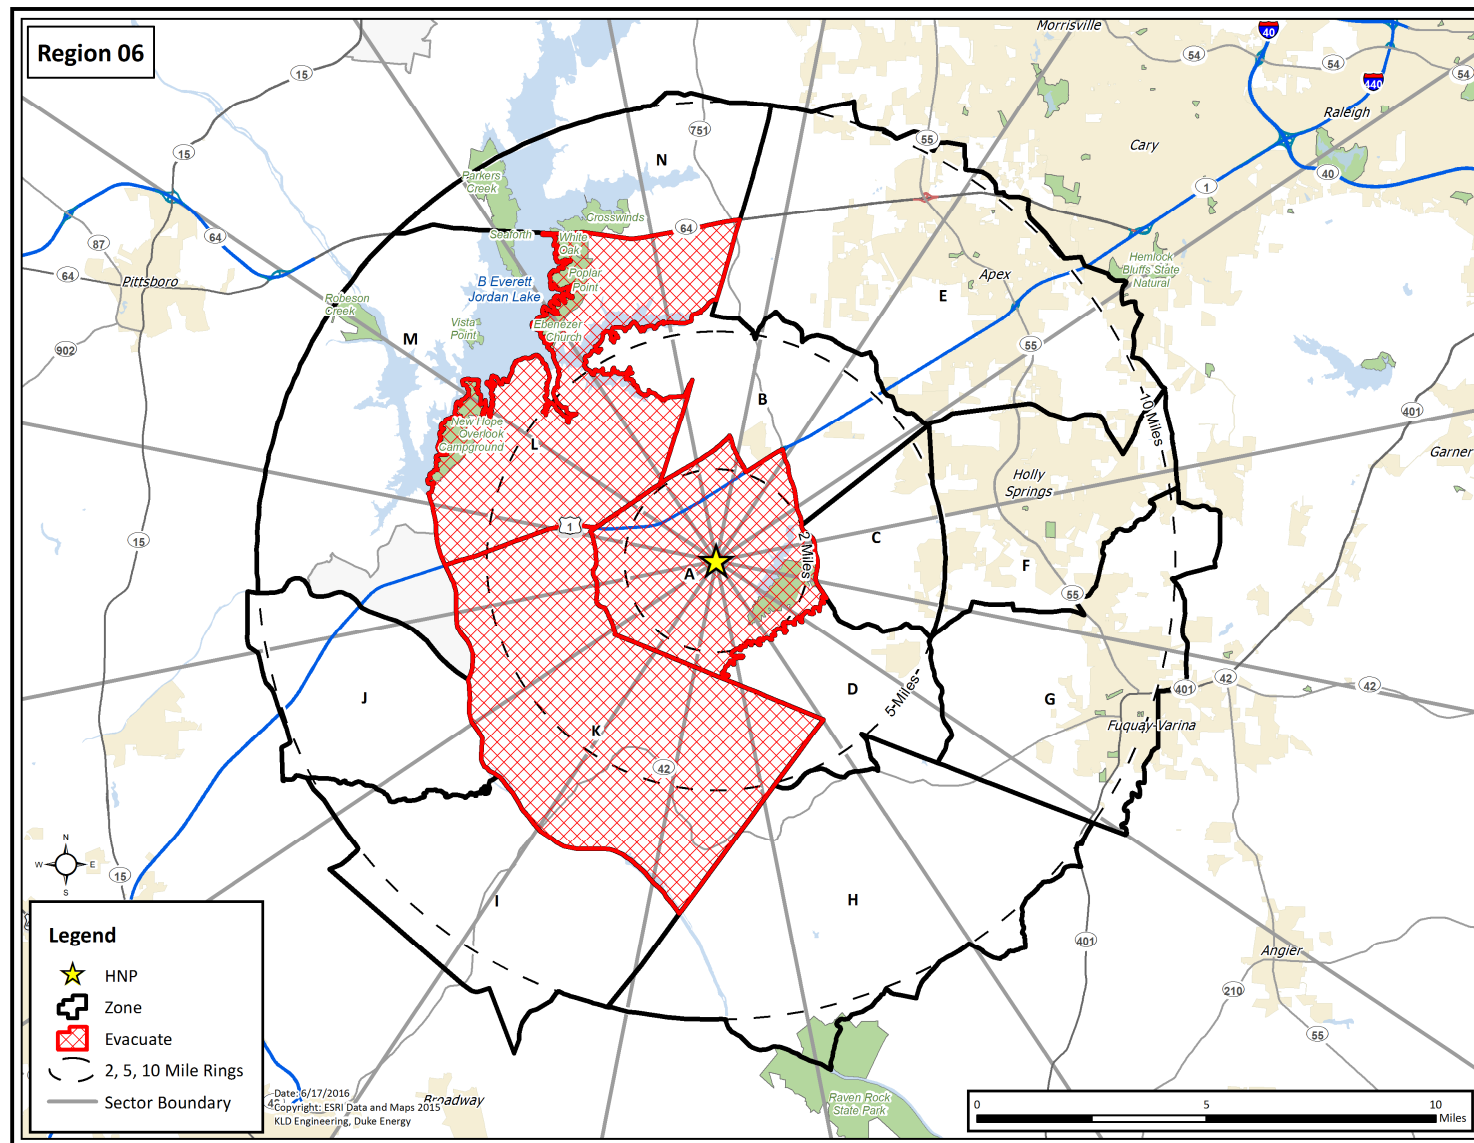 Region 06
Morrisville
40
54
54
54
440
Raleigh
15
751
55
Cary
15
N
40
Parkers
Creek
1
Crosswinds
64
87
64
Seaforth
White
Oak
64
Hemlock
Bluffs State
Natural
Pittsboro
B Everett
Jordan Lake
Poplar
Point
Apex
E
Robeson
Creek
Vista
Point
Ebenezer
Church
M
55
902
B
10 Miles
401
New Hope
Overlook
Campground
L
Garner
Holly
Springs
1
15
C
2 Miles
A
F
55
J
D
5-Miles
G
401
42
42
Fuquay-Varina
K
42
N
W
E
S
15
I
H
401
Angier
210
55
Legend
HNP
Zone
Evacuate
2, 5, 10 Mile Rings
Sector Boundary
Date: 6/17/2016
Copyright: ESRI Data and Maps 2015
KLD Engineering, Duke Energy
Broadway
Raven Rock
State Park
0
5
10
Miles